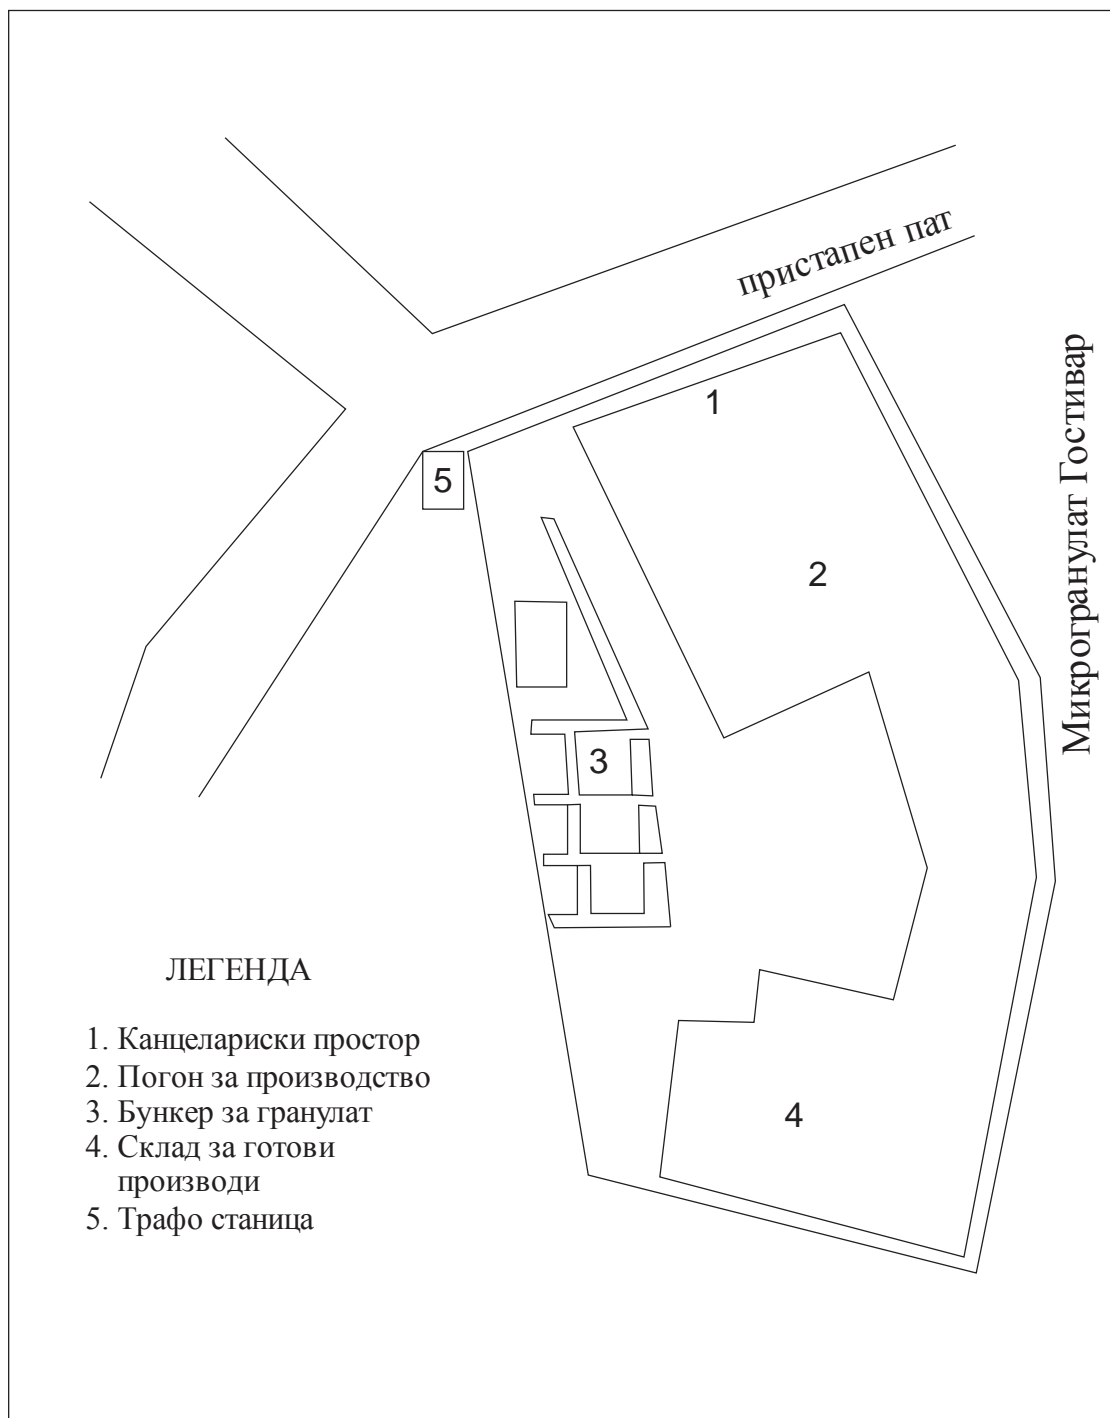 пристапен пат
1
Микрогранулат Гостивар
5
2
3
ЛЕГЕНДА
1. Канцелариски простор
2. Погон за производство
3. Бункер за гранулат
4. Склад за готови
производи
5. Трафо станица
4